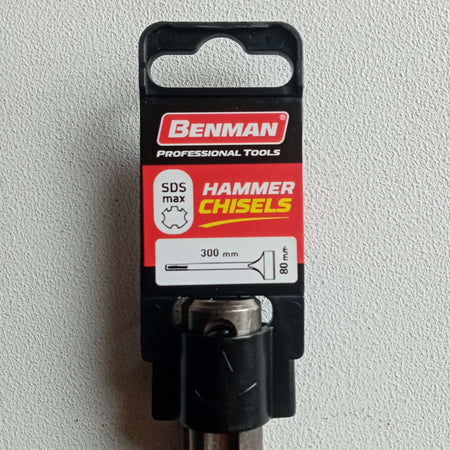 BENMAN®
PROFESSIONAL TOOLS
SDS
max
HAMMER
CHISELS
300 mm
80 mm